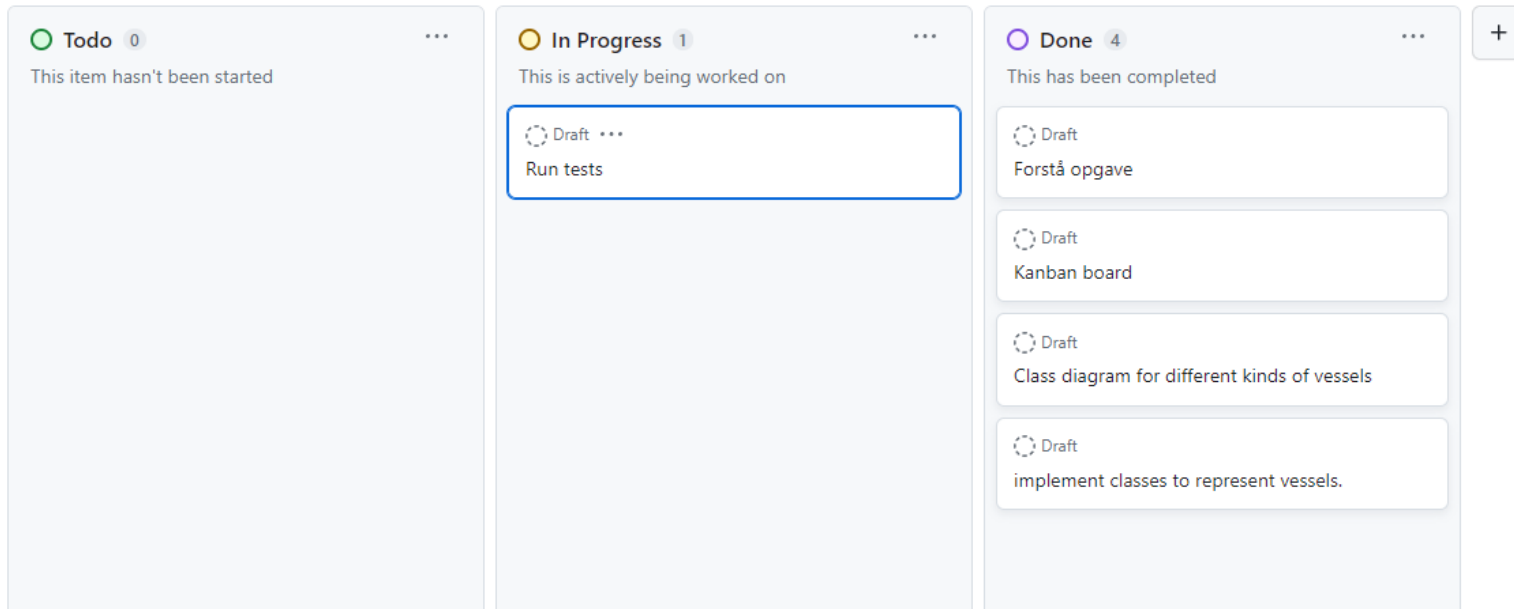 Todo 0
This item hasn't been started
In Progress 1
This is actively being worked on
Draft
Run tests
Done 4
This has been completed
Draft
Forstå opgave
Draft
Kanban board
Draft
Class diagram for different kinds of vessels
Draft
implement classes to represent vessels.